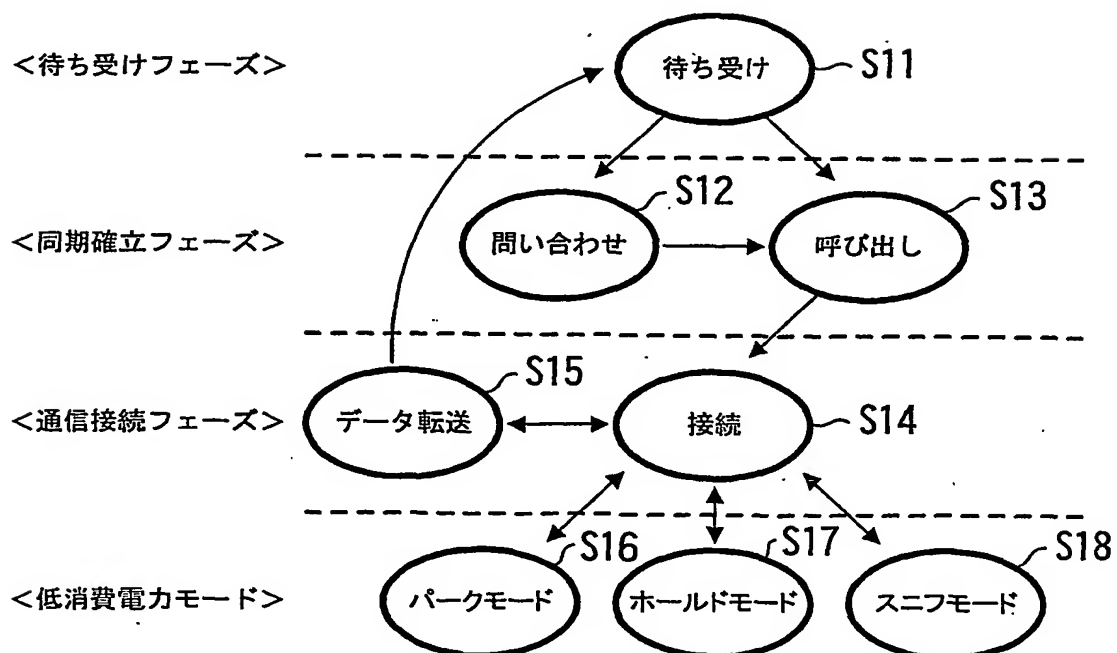 ＜待ち受けフェーズ＞
待ち受け
S11
S12
S13
＜同期確立フェーズ＞
問い合わせ
呼び出し
S15
＜通信接続フェーズ＞
データ転送
接続
S14
S16
S17
S18
＜低消費電力モード＞
パークモード
ホールドモード
スニフモード